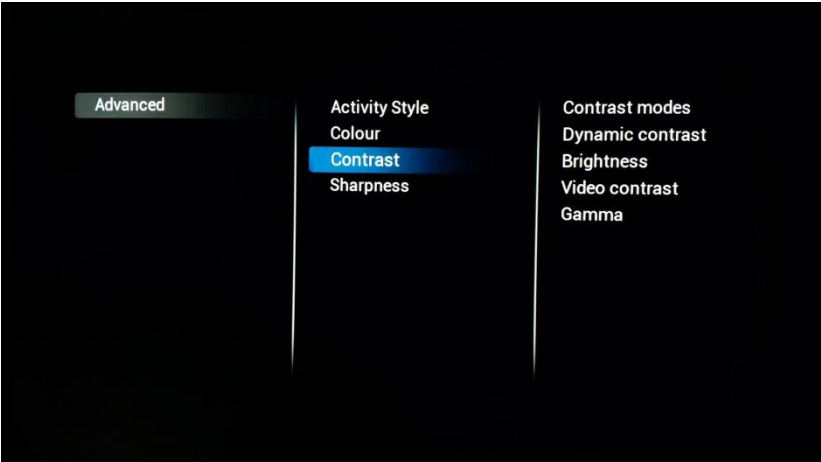 Advanced
Activity Style
Colour
Contrast
Sharpness
Contrast modes
Dynamic contrast
Brightness
Video contrast
Gamma